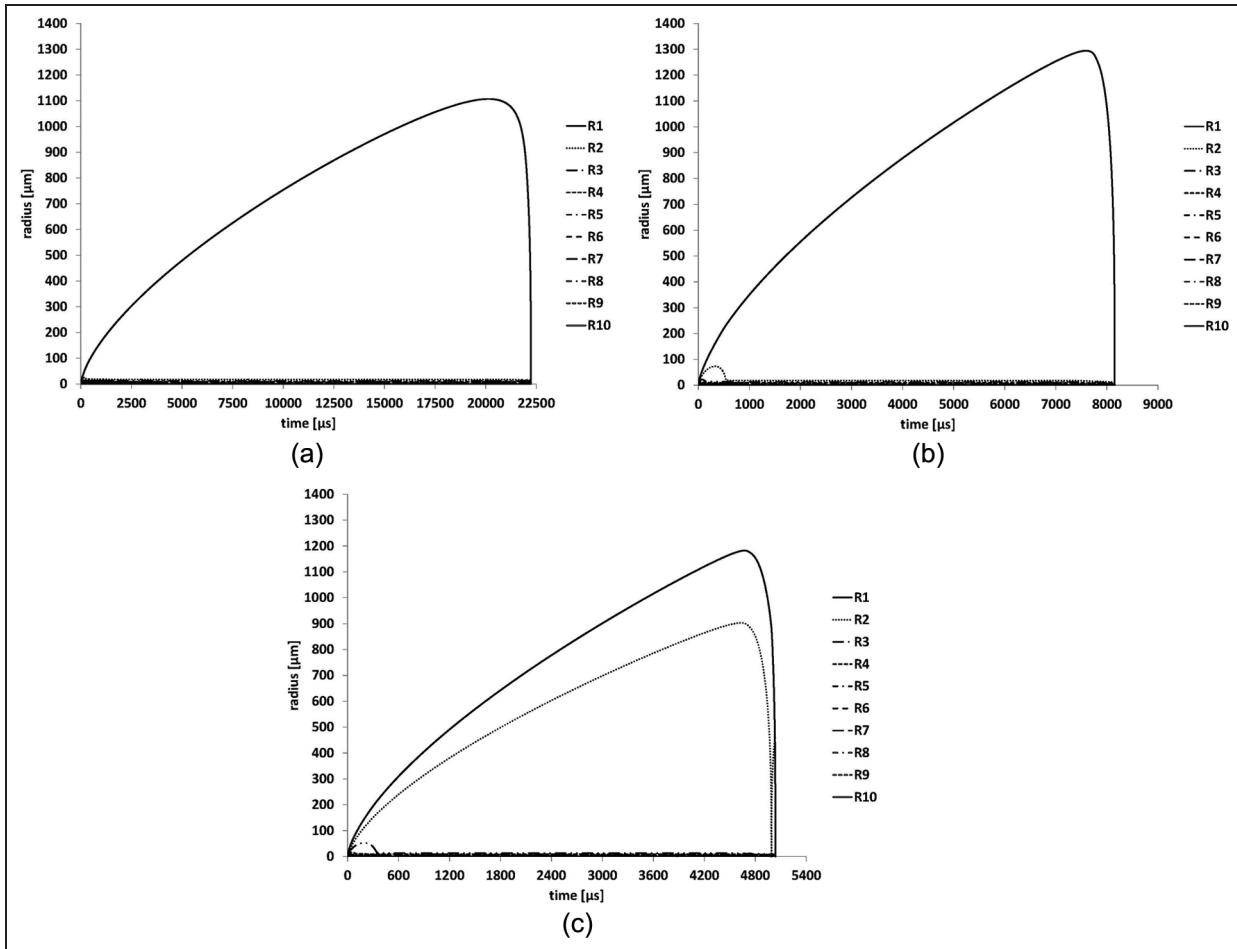 1400
1300
1200
1100
1000
900
800
700
600
500
400
300
200
100
0
radius [µm]
0 2500 5000 7500 10000 12500 15000 17500 20000 22500
time [µs]
R1
R2
R3
R4
R5
R6
R7
R8
R9
R10
(a)
1400
1300
1200
1100
1000
900
800
700
600
500
400
300
200
100
0
radius [µm]
0 1000 2000 3000 4000 5000 6000 7000 8000 9000
time [µs]
R1
R2
R3
R4
R5
R6
R7
R8
R9
R10
(b)
1400
1300
1200
1100
1000
900
800
700
600
500
400
300
200
100
0
radius [µm]
0 600 1200 1800 2400 3000 3600 4200 4800 5400
time [µs]
R1
R2
R3
R4
R5
R6
R7
R8
R9
R10
(c)